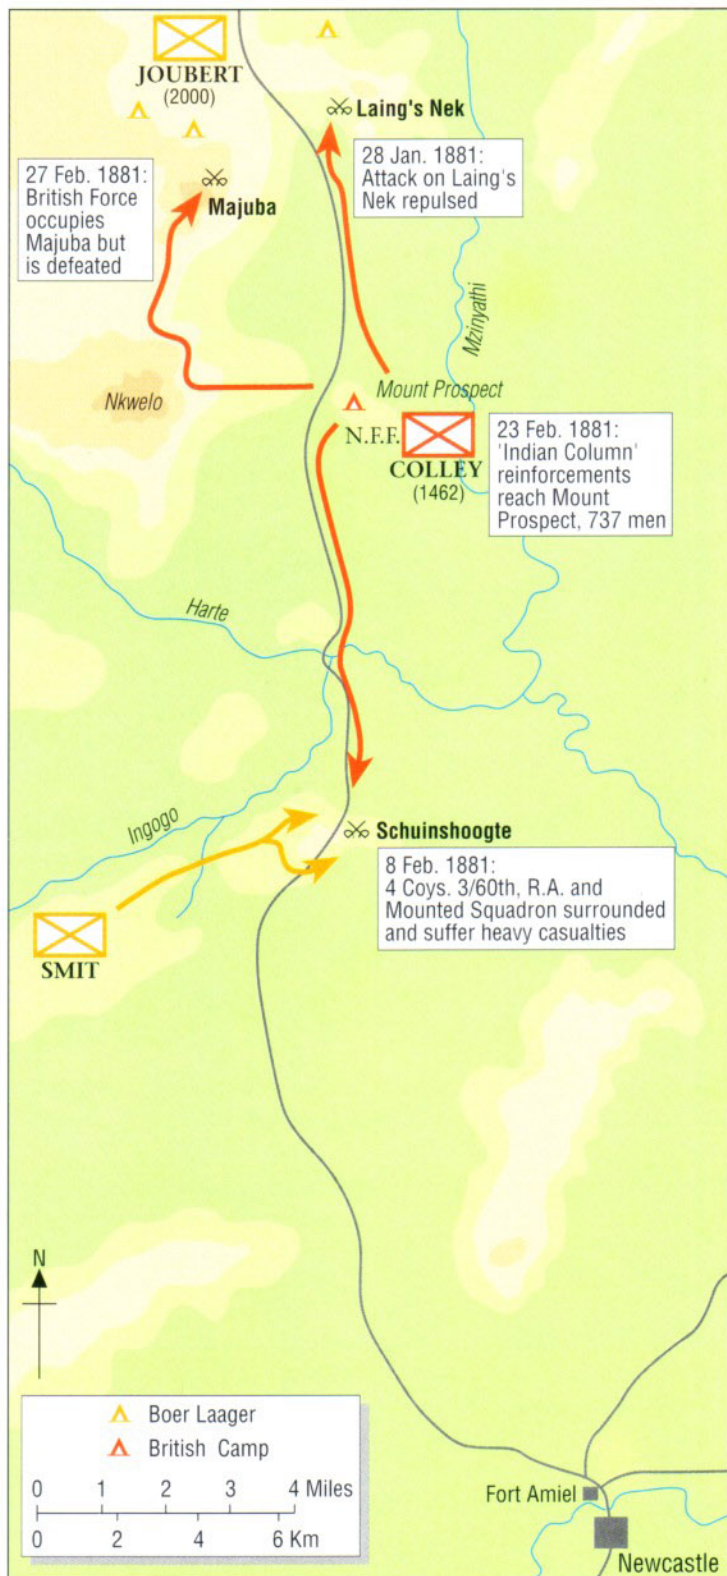 JOUBERT
(2000)
Laing's Nek
28 Jan. 1881:
Attack on Laing's
Nek repulsed
27 Feb. 1881:
British Force
occupies
Majuba but
is defeated
Majuba
Mzinyathi
Nkwelo
Mount Prospect
N.F.F.
COLLEY
(1462)
23 Feb. 1881:
'Indian Column'
reinforcements
reach Mount
Prospect, 737 men
Harte
Ingogo
Schuinshoogte
8 Feb. 1881:
4 Coys. 3/60th, R.A. and
Mounted Squadron surrounded
and suffer heavy casualties
SMIT
N
Boer Laager
British Camp
0 1 2 3 4 Miles
0 2 4 6 Km
Fort Amiel
Newcastle